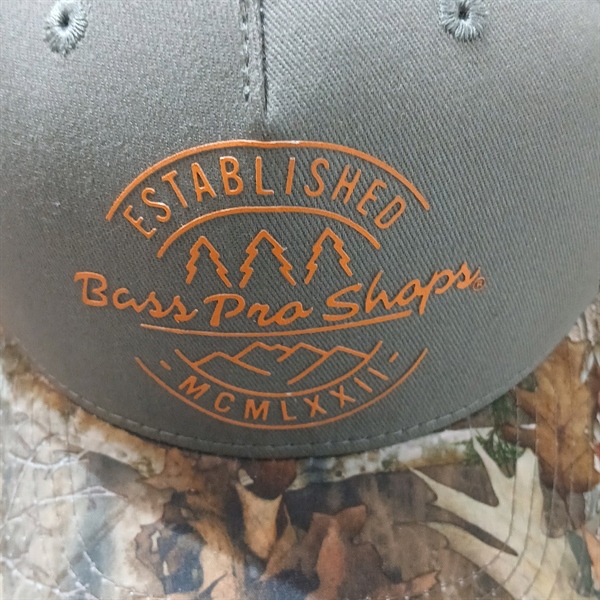 ESTABLISHED
Bass Pro Shops®
-MCMLXXII-